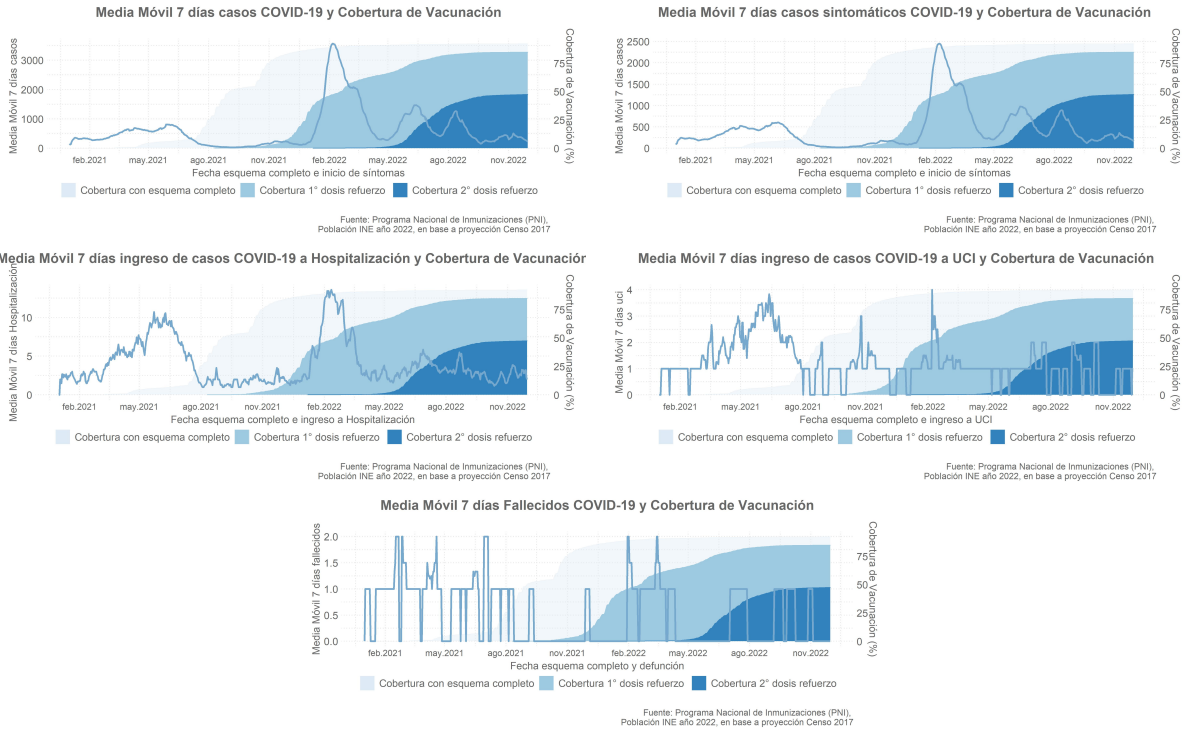 Media Móvil 7 días casos COVID-19 y Cobertura de Vacunación
Media Móvil 7 días casos
3000
2000
1000
0
Cobertura de Vacunación (%)
75
50
25
0
feb.2021 may.2021 ago.2021 nov.2021 feb.2022 may.2022 ago.2022 nov.2022
Fecha esquema completo e inicio de síntomas
Cobertura con esquema completo Cobertura 1° dosis refuerzo Cobertura 2° dosis refuerzo
Fuente: Programa Nacional de Inmunizaciones (PNI),
Población INE año 2022, en base a proyección Censo 2017
Media Móvil 7 días casos sintomáticos COVID-19 y Cobertura de Vacunación
Media Móvil 7 días casos
2500
2000
1500
1000
500
0
Cobertura de Vacunación (%)
75
50
25
0
feb.2021 may.2021 ago.2021 nov.2021 feb.2022 may.2022 ago.2022 nov.2022
Fecha esquema completo e inicio de síntomas
Cobertura con esquema completo Cobertura 1° dosis refuerzo Cobertura 2° dosis refuerzo
Fuente: Programa Nacional de Inmunizaciones (PNI),
Población INE año 2022, en base a proyección Censo 2017
Media Móvil 7 días ingreso de casos COVID-19 a Hospitalización y Cobertura de Vacunación
Media Móvil 7 días Hospitalización
10
5
0
Cobertura de Vacunación (%)
75
50
25
0
feb.2021 may.2021 ago.2021 nov.2021 feb.2022 may.2022 ago.2022 nov.2022
Fecha esquema completo e ingreso a Hospitalización
Cobertura con esquema completo Cobertura 1° dosis refuerzo Cobertura 2° dosis refuerzo
Fuente: Programa Nacional de Inmunizaciones (PNI),
Población INE año 2022, en base a proyección Censo 2017
Media Móvil 7 días ingreso de casos COVID-19 a UCI y Cobertura de Vacunación
Media Móvil 7 días uci
4
3
2
1
0
Cobertura de Vacunación (%)
75
50
25
0
feb.2021 may.2021 ago.2021 nov.2021 feb.2022 may.2022 ago.2022 nov.2022
Fecha esquema completo e ingreso a UCI
Cobertura con esquema completo Cobertura 1° dosis refuerzo Cobertura 2° dosis refuerzo
Fuente: Programa Nacional de Inmunizaciones (PNI),
Población INE año 2022, en base a proyección Censo 2017
Media Móvil 7 días Fallecidos COVID-19 y Cobertura de Vacunación
Media Móvil 7 días fallecidos
2.0
1.5
1.0
0.5
0.0
Cobertura de Vacunación (%)
75
50
25
0
feb.2021 may.2021 ago.2021 nov.2021 feb.2022 may.2022 ago.2022 nov.2022
Fecha esquema completo y defunción
Cobertura con esquema completo Cobertura 1° dosis refuerzo Cobertura 2° dosis refuerzo
Fuente: Programa Nacional de Inmunizaciones (PNI),
Población INE año 2022, en base a proyección Censo 2017